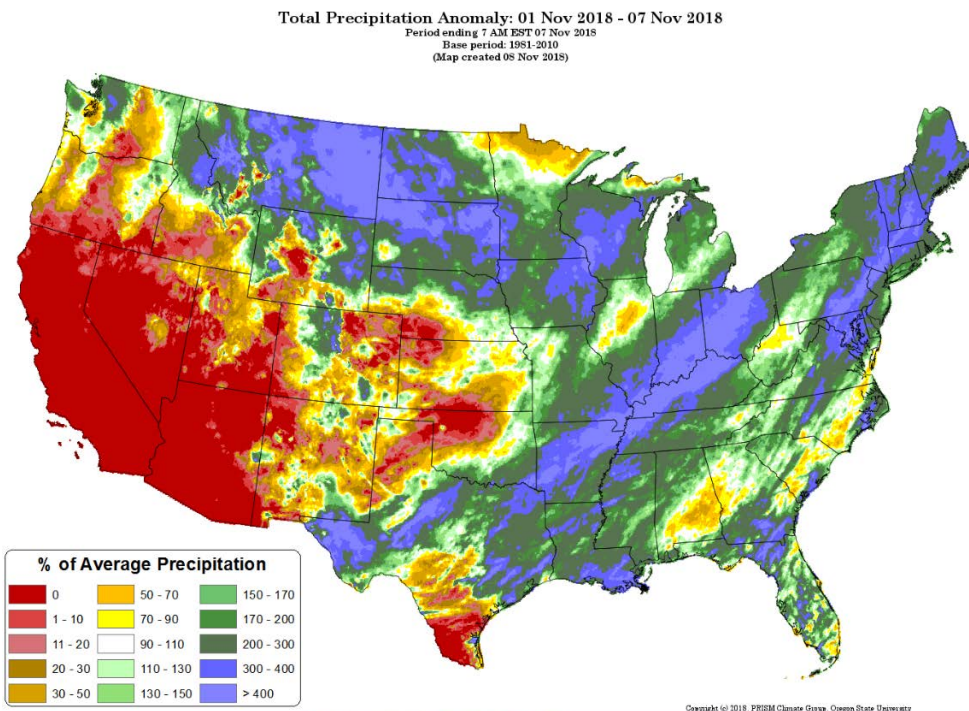 Total Precipitation Anomaly: 01 Nov 2018 - 07 Nov 2018
Period ending 7 AM EST 07 Nov 2018
Base period: 1981-2010
(Map created 08 Nov 2018)
% of Average Precipitation
0
50 - 70
150 - 170
1 - 10
70 - 90
170 - 200
11 - 20
90 - 110
200 - 300
20 - 30
110 - 130
300 - 400
30 - 50
130 - 150
> 400
Copyright (c) 2018, PRISM Climate Group, Oregon State University